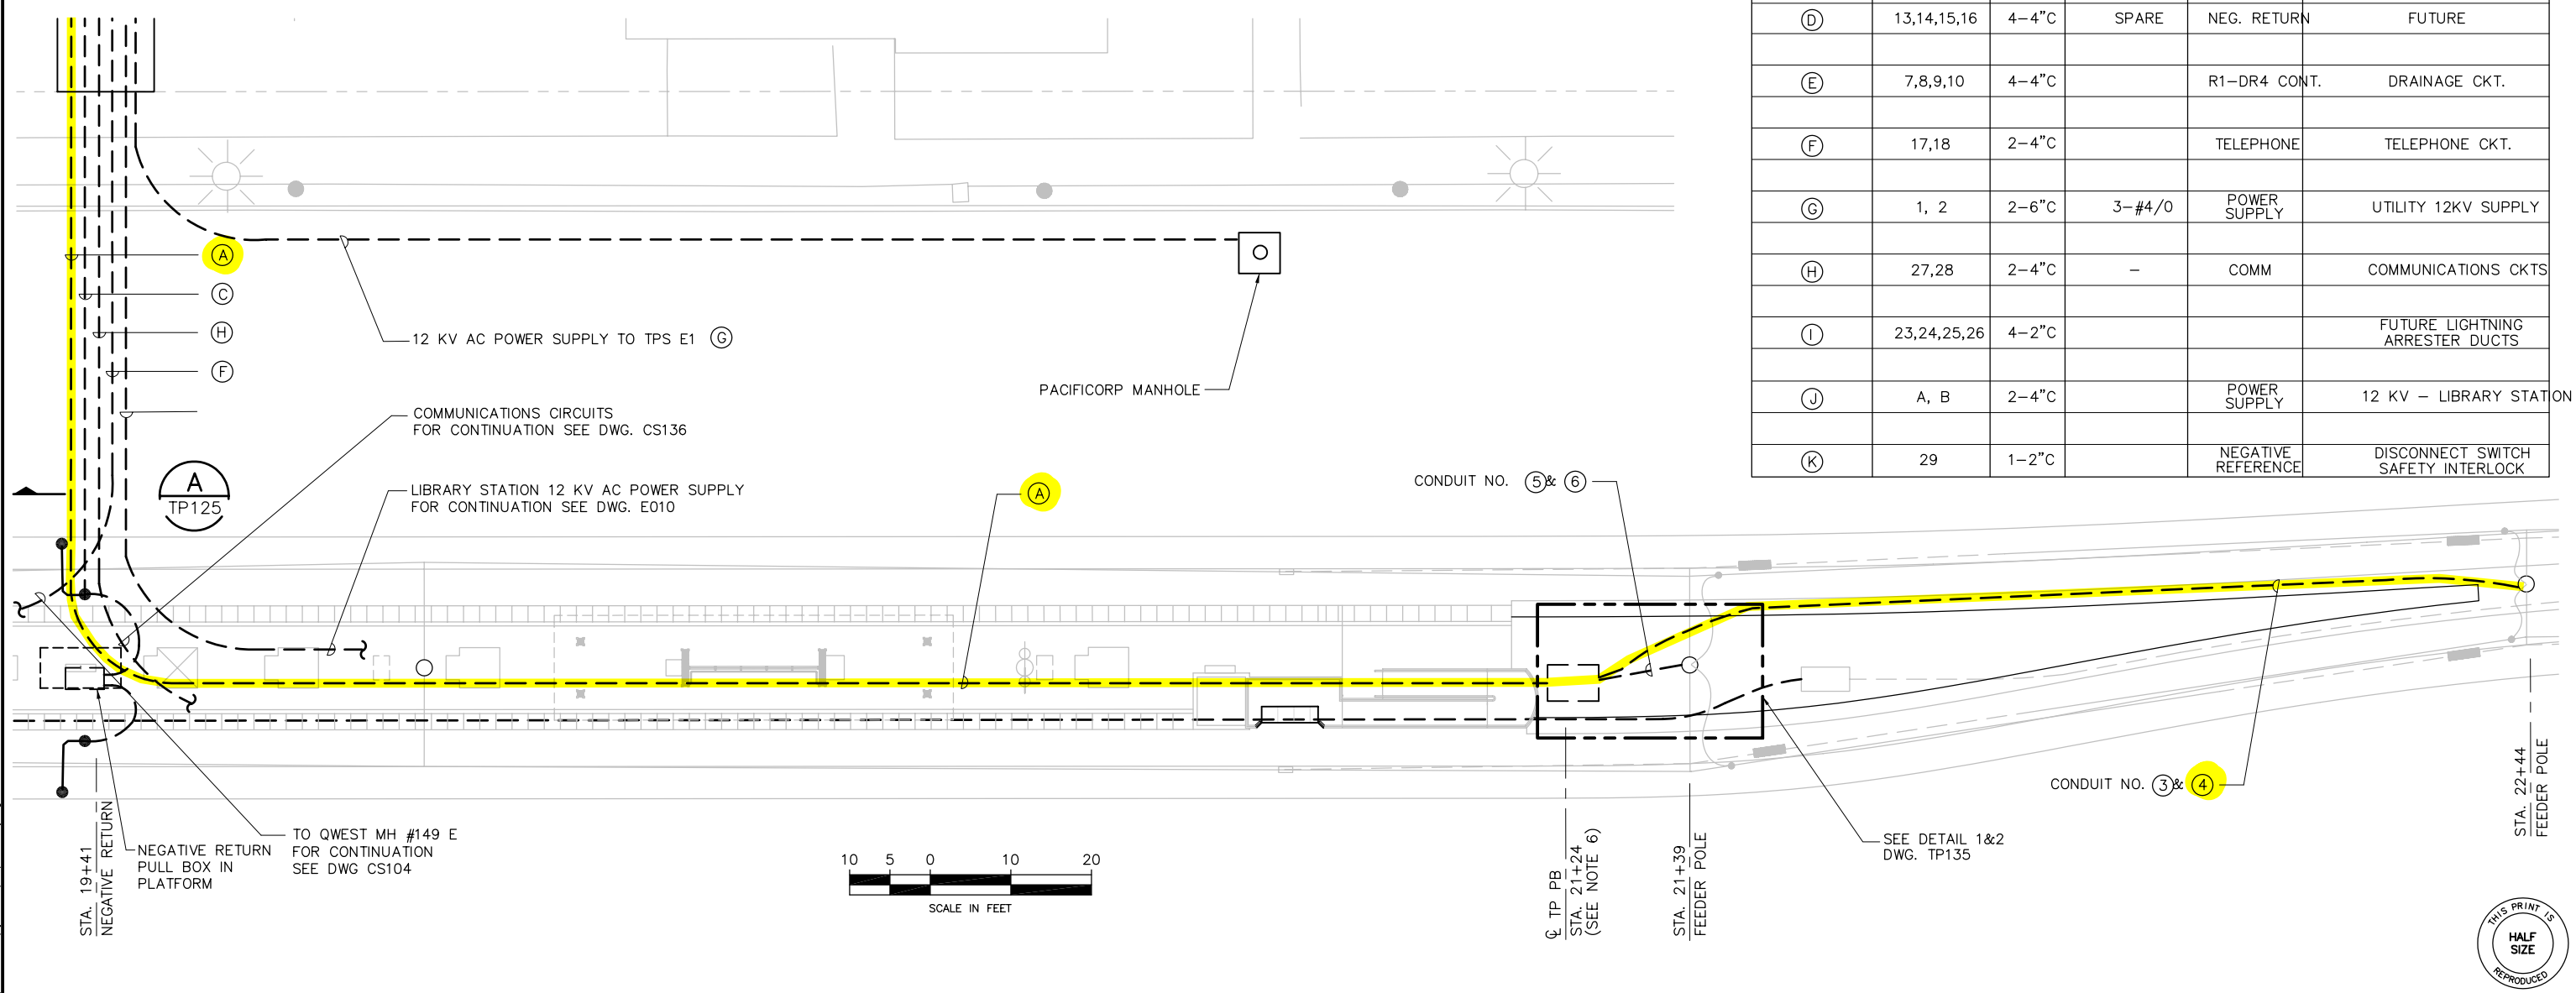 D 13,14,15,16 4-4"C SPARE NEG. RETURN FUTURE
E 7,8,9,10 4-4"C R1-DR4 CONT. DRAINAGE CKT.
F 17,18 2-4"C TELEPHONE TELEPHONE CKT.
G 1, 2 2-6"C 3-#4/0 POWER SUPPLY UTILITY 12KV SUPPLY
H 27,28 2-4"C - COMM COMMUNICATIONS CKTS
I 23,24,25,26 4-2"C FUTURE LIGHTNING ARRESTER DUCTS
J A, B 2-4"C POWER SUPPLY 12 KV - LIBRARY STATION
K 29 1-2"C NEGATIVE REFERENCE DISCONNECT SWITCH SAFETY INTERLOCK
A
C
H
F
12 KV AC POWER SUPPLY TO TPS E1 G
PACIFICORP MANHOLE
COMMUNICATIONS CIRCUITS
FOR CONTINUATION SEE DWG. CS136
A
TP125
LIBRARY STATION 12 KV AC POWER SUPPLY
FOR CONTINUATION SEE DWG. E010
A
CONDUIT NO. 5 & 6
CONDUIT NO. 3 & 4
STA. 19+41
NEGATIVE RETURN
NEGATIVE RETURN
PULL BOX IN
PLATFORM
TO QWEST MH #149 E
FOR CONTINUATION
SEE DWG CS104
10 5 0 10 20
SCALE IN FEET
℄ TP PB
STA. 21+24
(SEE NOTE 6)
STA. 21+39
FEEDER POLE
SEE DETAIL 1&2
DWG. TP135
STA. 22+44
FEEDER POLE
THIS PRINT IS
HALF
SIZE
REPRODUCED